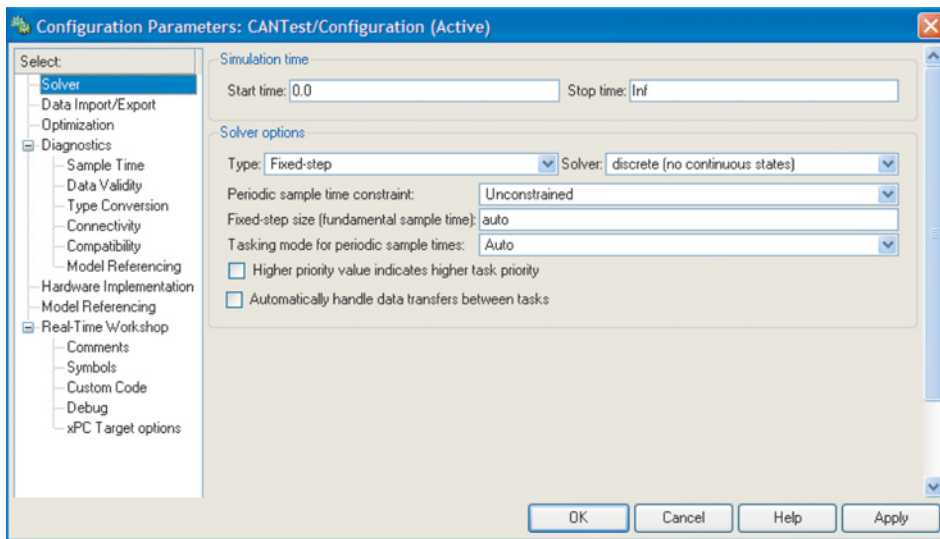 Configuration Parameters: CANTest/Configuration (Active)
Select:
Solver
Data Import/Export
Optimization
Diagnostics
Sample Time
Data Validity
Type Conversion
Connectivity
Compatibility
Model Referencing
Hardware Implementation
Model Referencing
Real-Time Workshop
Comments
Symbols
Custom Code
Debug
xPC Target options
Simulation time
Start time: 0.0 Stop time: Inf
Solver options
Type: Fixed-step Solver: discrete (no continuous states)
Periodic sample time constraint: Unconstrained
Fixed-step size (fundamental sample time): auto
Tasking mode for periodic sample times: Auto
Higher priority value indicates higher task priority
Automatically handle data transfers between tasks
OK Cancel Help Apply